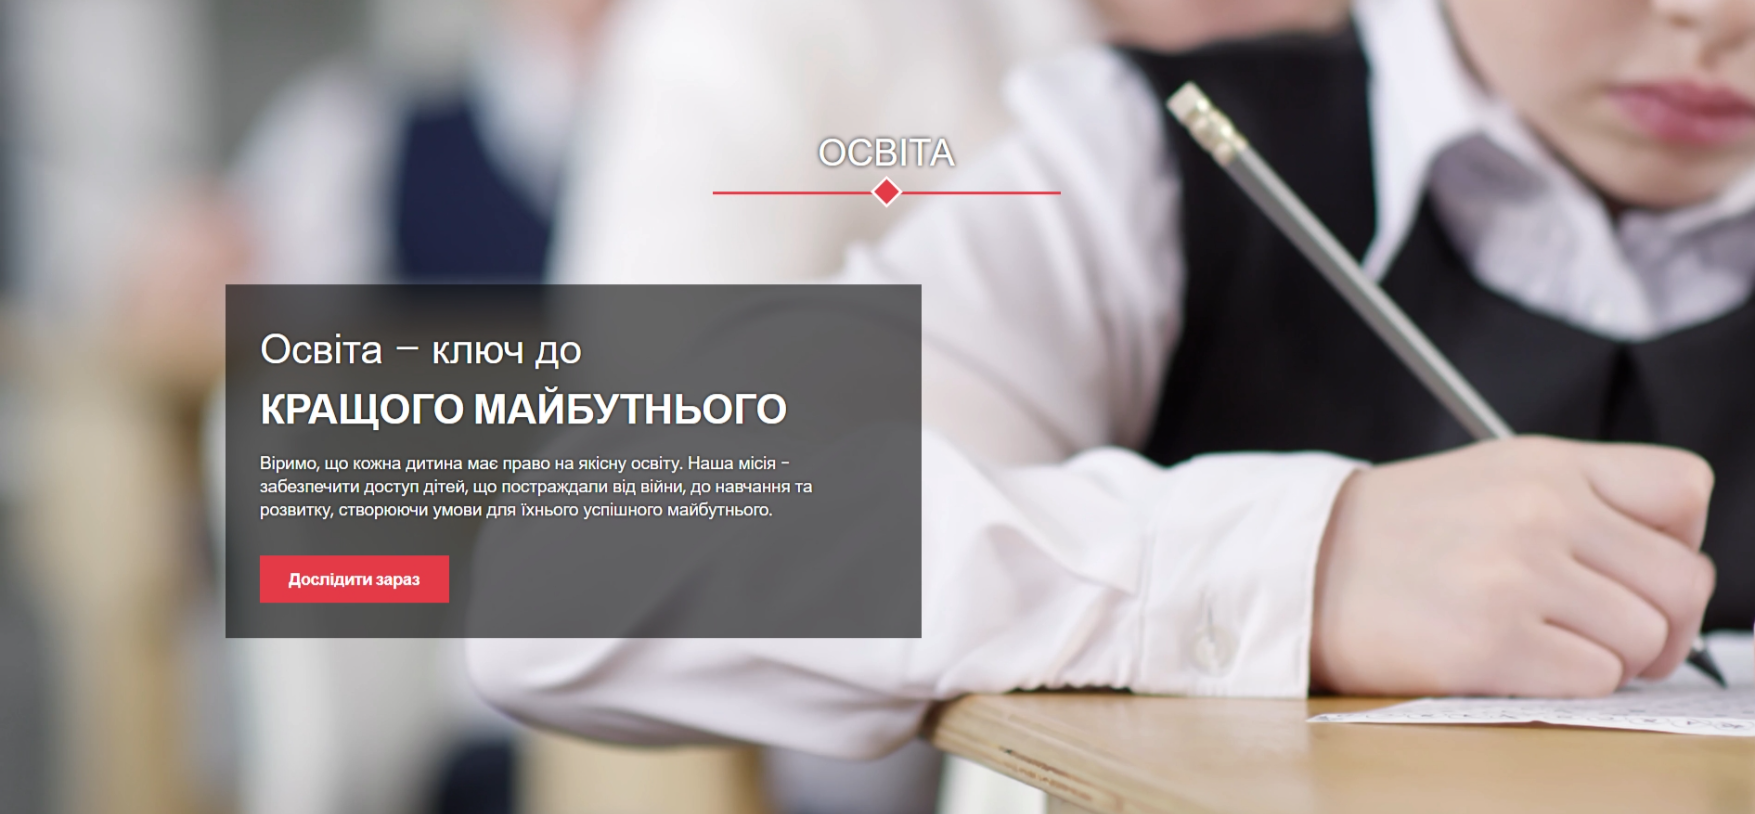 ОСВІТА
Освіта – ключ до
КРАЩОГО МАЙБУТНЬОГО
Віримо, що кожна дитина має право на якісну освіту. Наша місія –
забезпечити доступ дітей, що постраждали від війни, до навчання та
розвитку, створюючи умови для їхнього успішного майбутнього.
Дослідити зараз